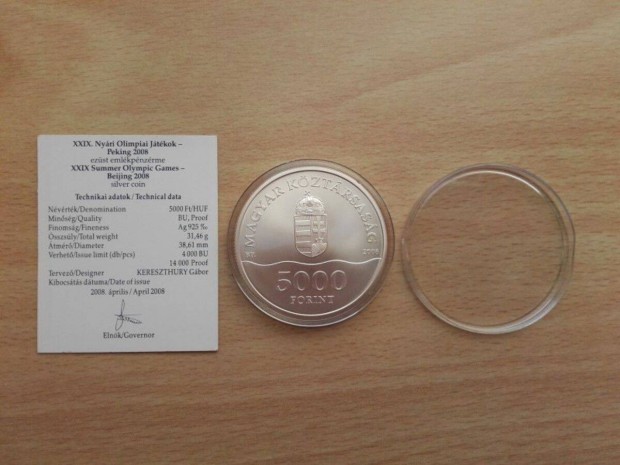 XXIX. Nyári Olimpiai Játékok –
Peking 2008
ezüst emlékpénzérme
XXIX Summer Olympic Games –
Beijing 2008
silver coin
Technikai adatok / Technical data
Névérték/Denomination 5000 Ft/HUF
Minőség/Quality BU, Proof
Finomság/Fineness Ag 925 ‰
Összsúly/Total weight 31,46 g
Átmérő/Diameter 38,61 mm
Verhető/Issue limit (db/pcs) 4 000 BU
14 000 Proof
Tervező/Designer KERESZTHURY Gábor
Kibocsátás dátuma/Date of issue
2008. április / April 2008
Elnök/Governor
MAGYAR KÖZTÁRSASÁG
5000
FORINT